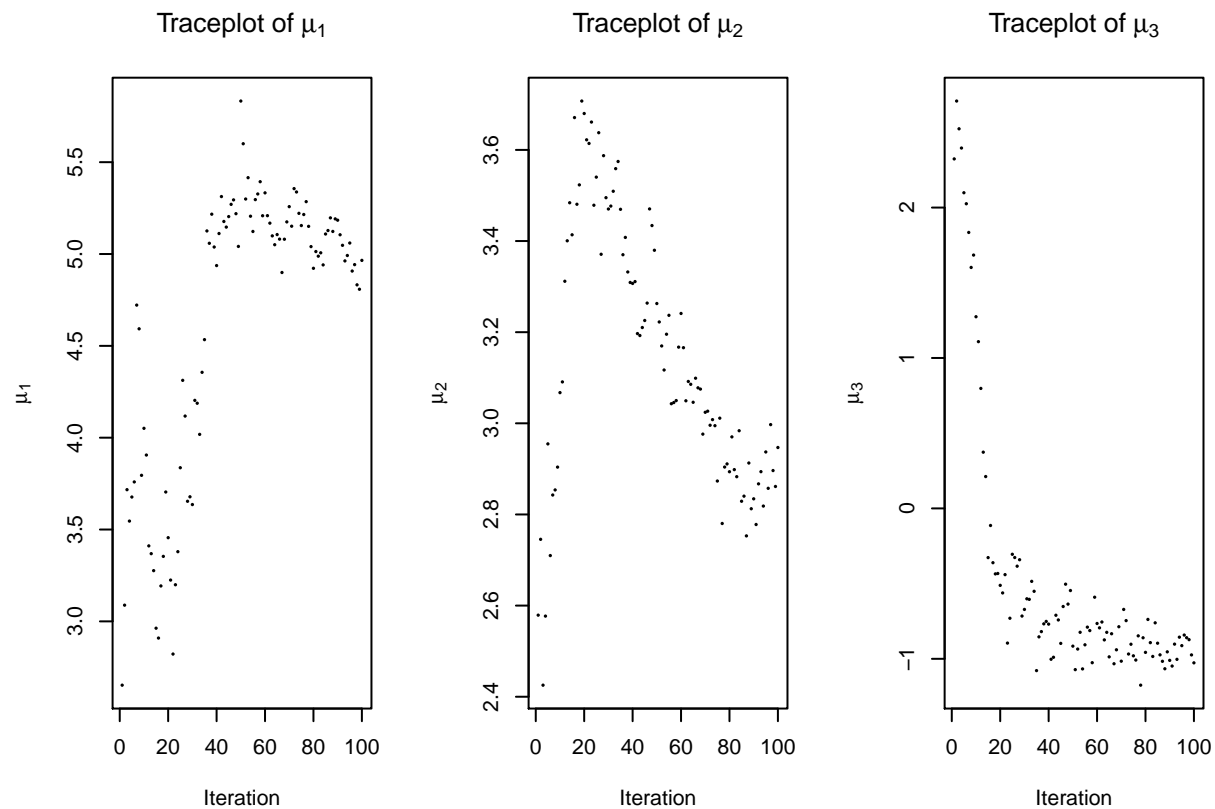 Traceplot of μ1
Traceplot of μ2
Traceplot of μ3
μ1
5.5
5.0
4.5
4.0
3.5
3.0
0 20 40 60 80 100
Iteration
μ2
3.6
3.4
3.2
3.0
2.8
2.6
2.4
0 20 40 60 80 100
Iteration
μ3
2
1
0
−1
0 20 40 60 80 100
Iteration